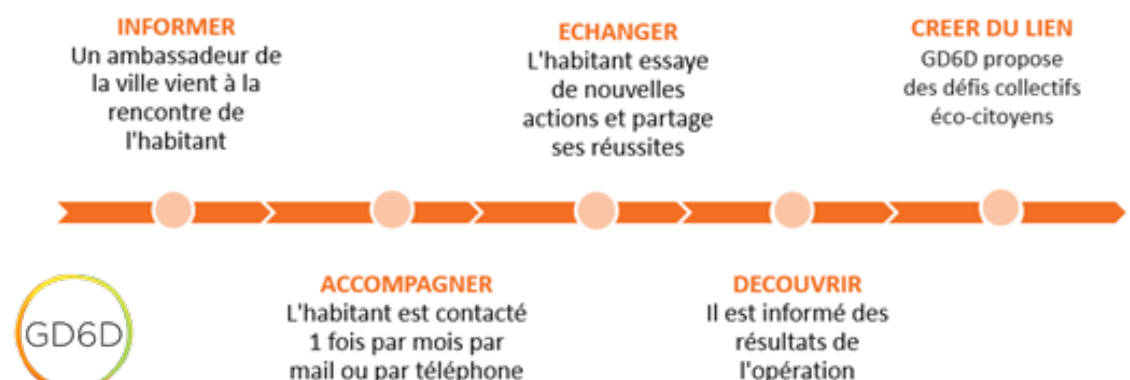 INFORMER
Un ambassadeur de
la ville vient à la
rencontre de
l'habitant
ECHANGER
L'habitant essaye
de nouvelles
actions et partage
ses réussites
CREER DU LIEN
GD6D propose
des défis collectifs
éco-citoyens
GD6D
ACCOMPAGNER
L'habitant est contacté
1 fois par mois par
mail ou par téléphone
DECOUVRIR
Il est informé des
résultats de
l'opération